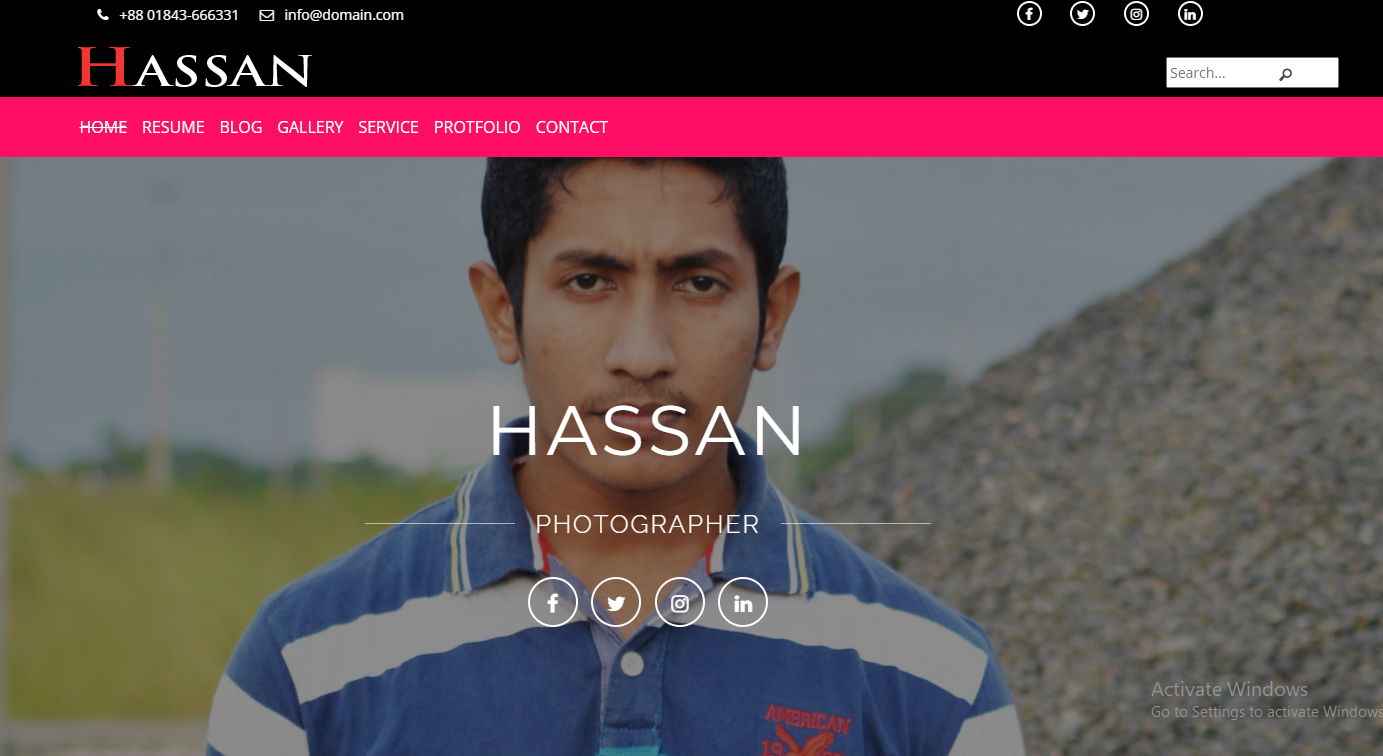 +88 01843-666331 info@domain.com
HASSAN
Search...
HOME RESUME BLOG GALLERY SERVICE PROTFOLIO CONTACT
HASSAN
PHOTOGRAPHER
Activate Windows
Go to Settings to activate Windows
AMERICAN
19